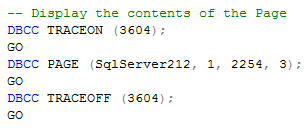 -- Display the contents of the Page
DBCC TRACEON (3604);
GO
DBCC PAGE (SqlServer212, 1, 2254, 3);
GO
DBCC TRACEOFF (3604);
GO